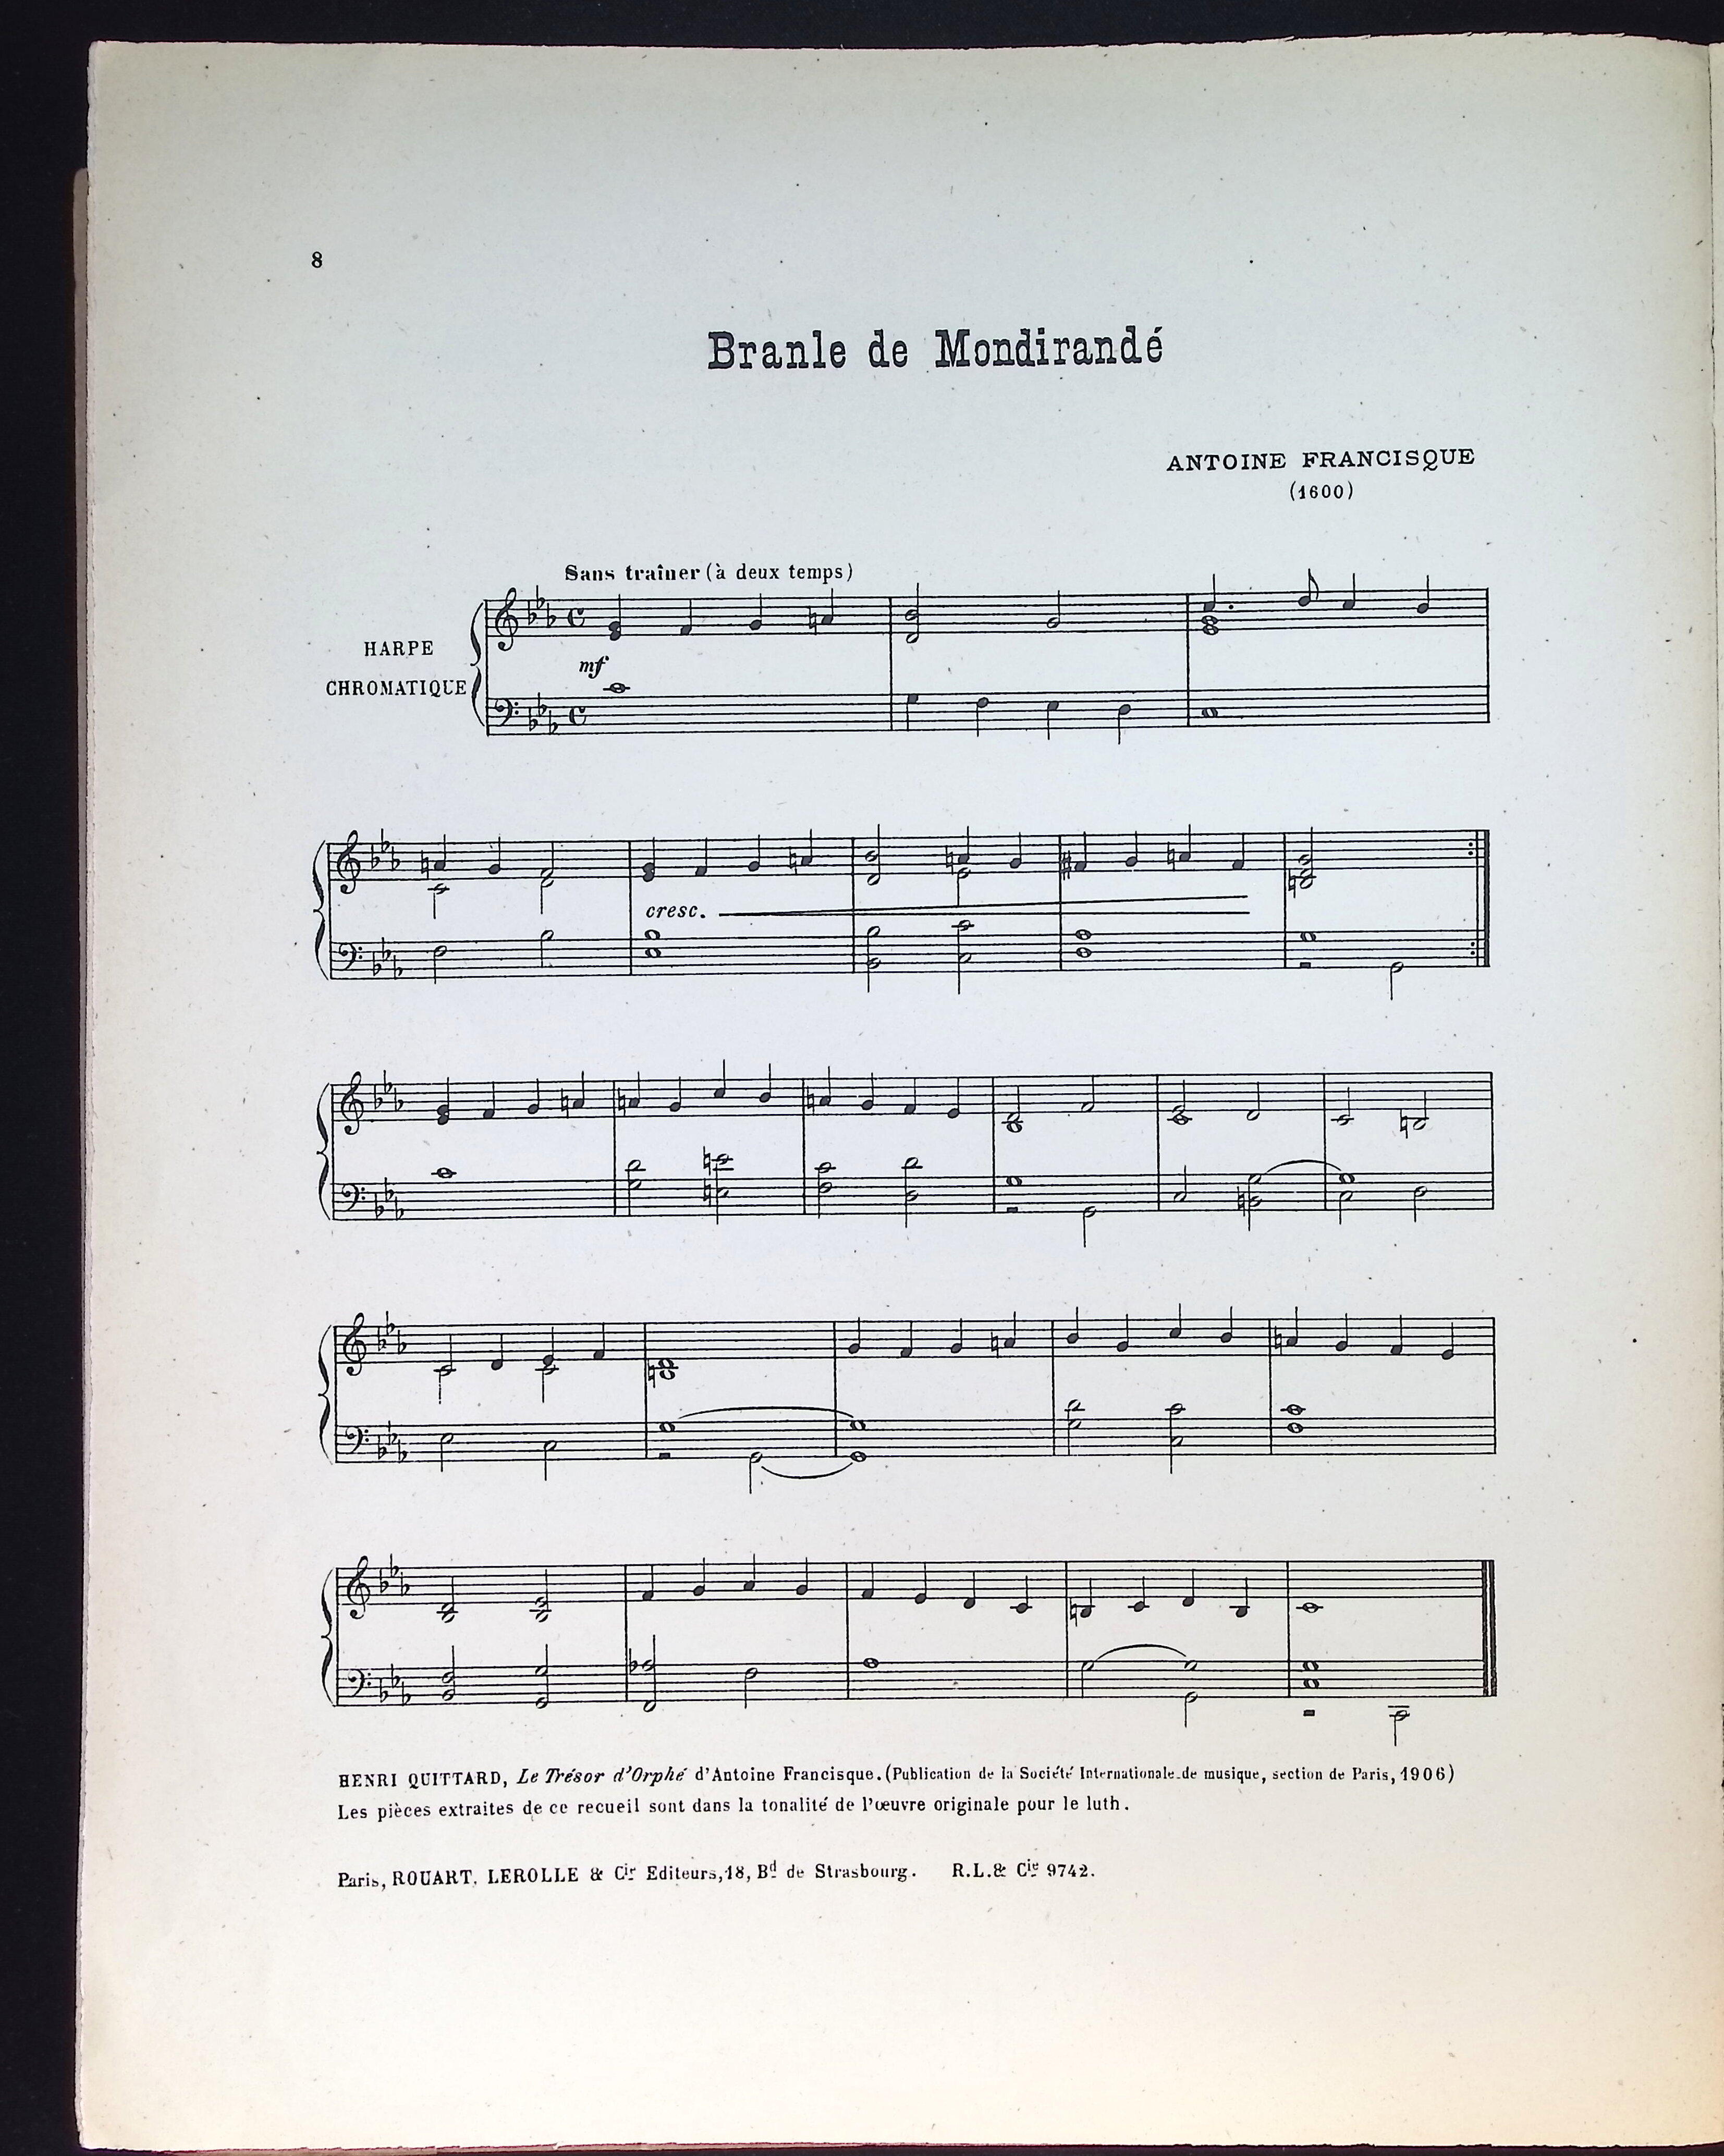 8
Branle de Mondirandé
ANTOINE FRANCISQUE
(1600)
Sans traîner (à deux temps)
HARPE
CHROMATIQUE
mf
cresc.
HENRI QUITTARD, Le Trésor d'Orphé d'Antoine Francisque. (Publication de la Société Internationale de musique, section de Paris, 1906)
Les pièces extraites de ce recueil sont dans la tonalité de l'œuvre originale pour le luth.
Paris, ROUART, LEROLLE & Cie Editeurs, 18, Bd de Strasbourg. R.L.& Cie 9742.